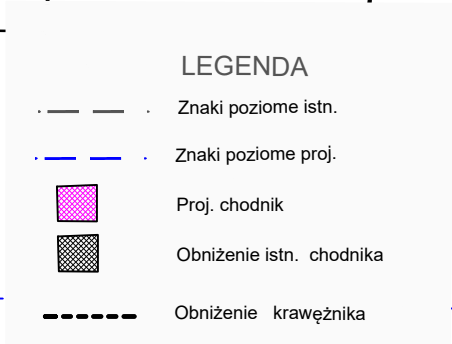 LEGENDA
Znaki poziome istn.
Znaki poziome proj.
Proj. chodnik
Obniżenie istn. chodnika
Obniżenie krawężnika